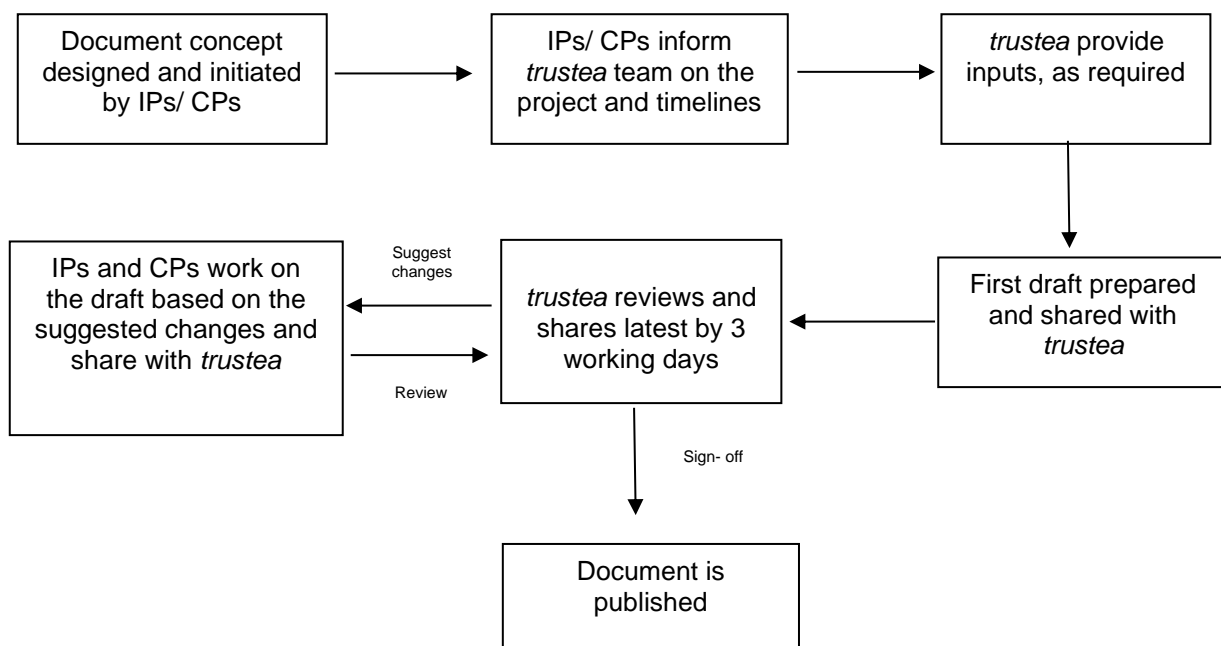 Document concept
designed and initiated
by IPs/ CPs
IPs/ CPs inform
trustea team on the
project and timelines
trustea provide
inputs, as required
First draft prepared
and shared with
trustea
trustea reviews and
shares latest by 3
working days
Suggest
changes
IPs and CPs work on
the draft based on the
suggested changes and
share with trustea
Review
Sign- off
Document is
published